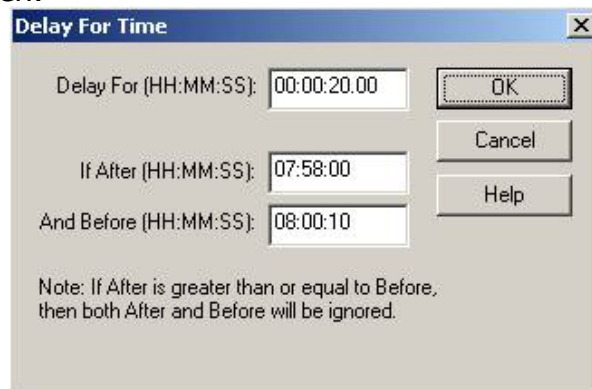 Delay For Time
Delay For (HH:MM:SS): 00:00:20.00 OK
Cancel
If After (HH:MM:SS): 07:58:00
Help
And Before (HH:MM:SS): 08:00:10
Note: If After is greater than or equal to Before,
then both After and Before will be ignored.